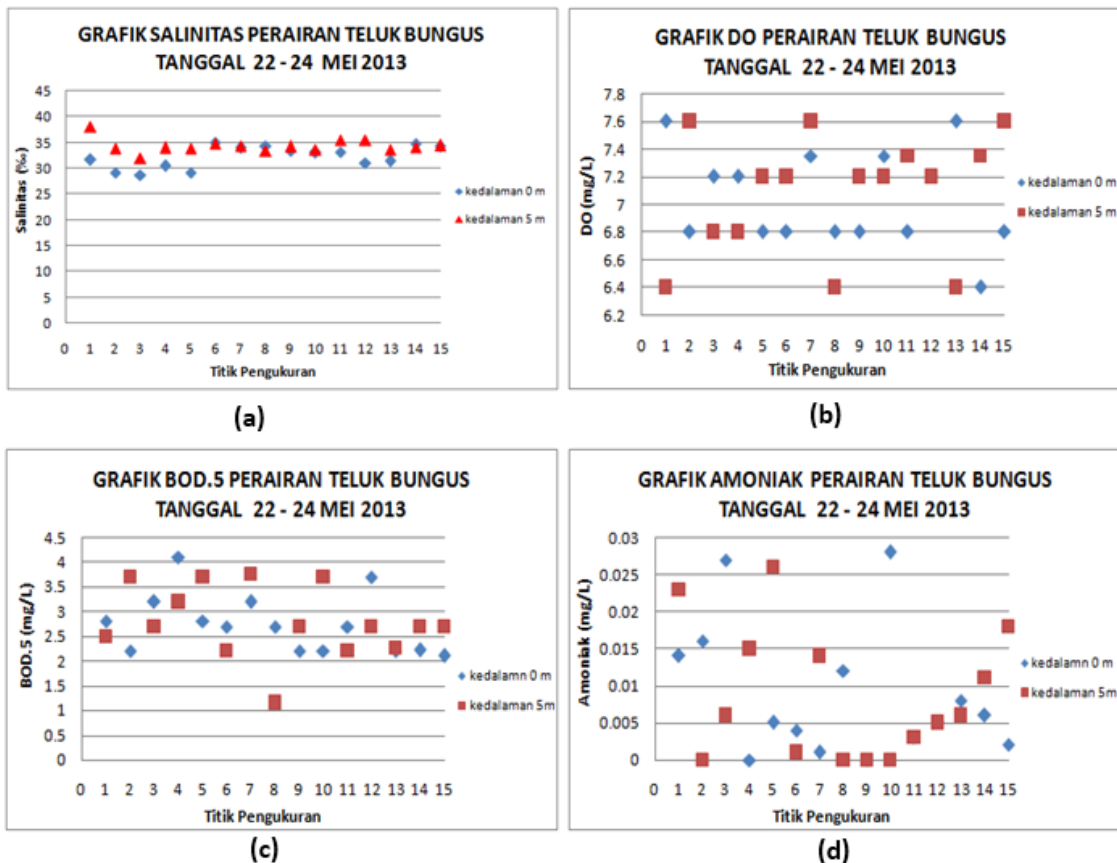 GRAFIK SALINITAS PERAIRAN TELUK BUNGUS
TANGGAL 22 - 24 MEI 2013
Salinitas (‰)
45
40
35
30
25
20
15
10
5
0
0 1 2 3 4 5 6 7 8 9 10 11 12 13 14 15
Titik Pengukuran
kedalaman 0 m
kedalaman 5 m
(a)
GRAFIK DO PERAIRAN TELUK BUNGUS
TANGGAL 22 - 24 MEI 2013
DO (mg/L)
7.8
7.6
7.4
7.2
7
6.8
6.6
6.4
6.2
0 1 2 3 4 5 6 7 8 9 10 11 12 13 14 15
Titik Pengukuran
kedalaman 0 m
kedalaman 5 m
(b)
GRAFIK BOD.5 PERAIRAN TELUK BUNGUS
TANGGAL 22 - 24 MEI 2013
BOD.5 (mg/L)
4.5
4
3.5
3
2.5
2
1.5
1
0.5
0
0 1 2 3 4 5 6 7 8 9 10 11 12 13 14 15
Titik Pengukuran
kedalamn 0 m
kedalaman 5m
(c)
GRAFIK AMONIAK PERAIRAN TELUK BUNGUS
TANGGAL 22 - 24 MEI 2013
Amoniak (mg/L)
0.03
0.025
0.02
0.015
0.01
0.005
0
0 1 2 3 4 5 6 7 8 9 10 11 12 13 14 15
Titik Pengukuran
kedalamn 0 m
kedalaman 5 m
(d)